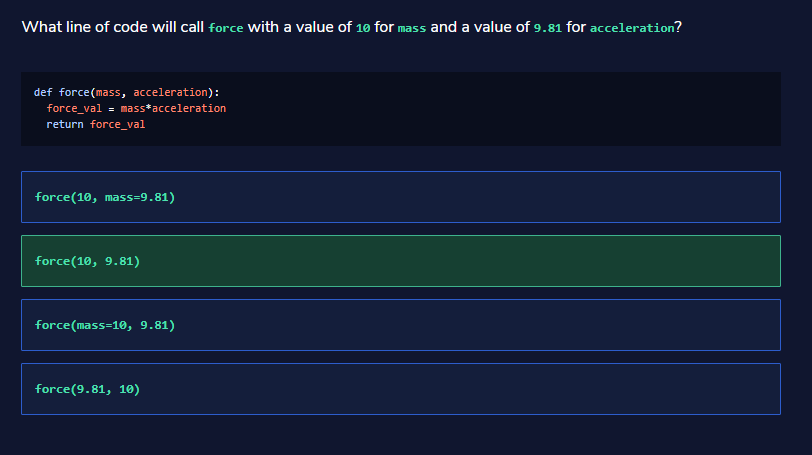 What line of code will call force with a value of 10 for mass and a value of 9.81 for acceleration?
def force(mass, acceleration):
  force_val = mass*acceleration
  return force_val
force(10, mass=9.81)
force(10, 9.81)
force(mass=10, 9.81)
force(9.81, 10)